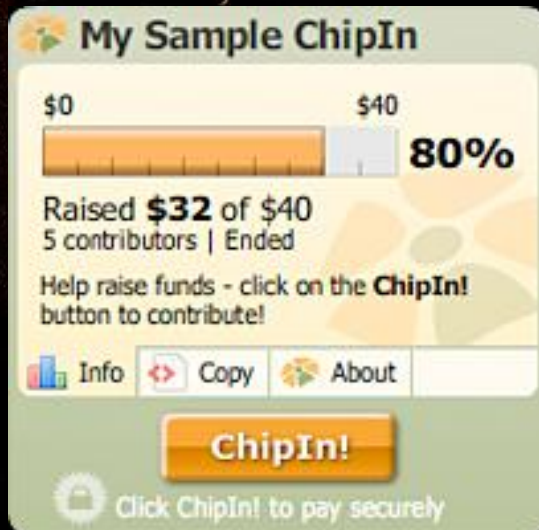 My Sample ChipIn
$0 $40
80%
Raised $32 of $40
5 contributors | Ended
Help raise funds - click on the ChipIn!
button to contribute!
Info Copy About
ChipIn!
Click ChipIn! to pay securely